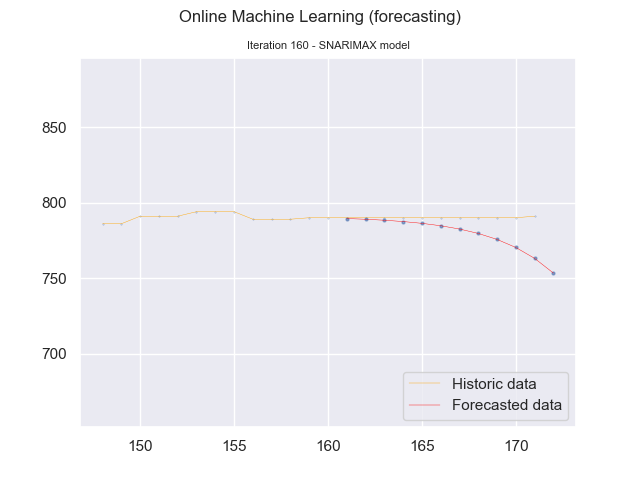 Online Machine Learning (forecasting)
Iteration 160 - SNARIMAX model
850
800
750
700
150
155
160
165
170
Historic data
Forecasted data